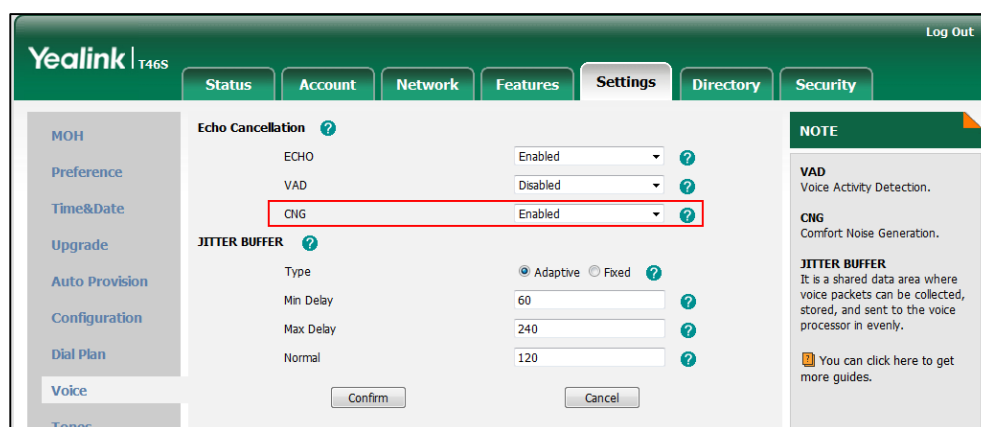 Log Out
Yealink | T46S
Status Account Network Features Settings Directory Security
MOH
Preference
Time&Date
Upgrade
Auto Provision
Configuration
Dial Plan
Voice
Tones
Echo Cancellation ?
ECHO Enabled ?
VAD Disabled ?
CNG Enabled ?
JITTER BUFFER ?
Type Adaptive Fixed ?
Min Delay 60 ?
Max Delay 240 ?
Normal 120 ?
Confirm Cancel
NOTE
VAD
Voice Activity Detection.
CNG
Comfort Noise Generation.
JITTER BUFFER
It is a shared data area where
voice packets can be collected,
stored, and sent to the voice
processor in evenly.
? You can click here to get
more guides.